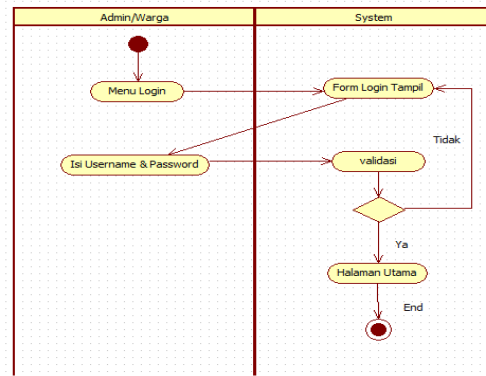 Admin/Warga
System
Menu Login
Form Login Tampil
Tidak
Isi Username & Password
validasi
Ya
Halaman Utama
End